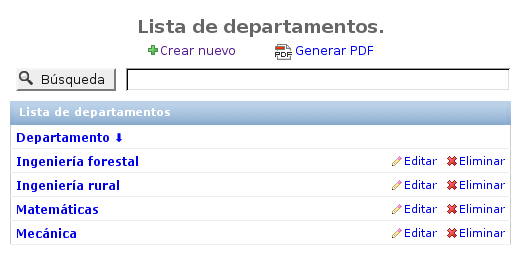 Lista de departamentos.
Crear nuevo PDF Generar PDF
Búsqueda
Lista de departamentos
Departamento ⬇
Ingeniería forestal Editar Eliminar
Ingeniería rural Editar Eliminar
Matemáticas Editar Eliminar
Mecánica Editar Eliminar